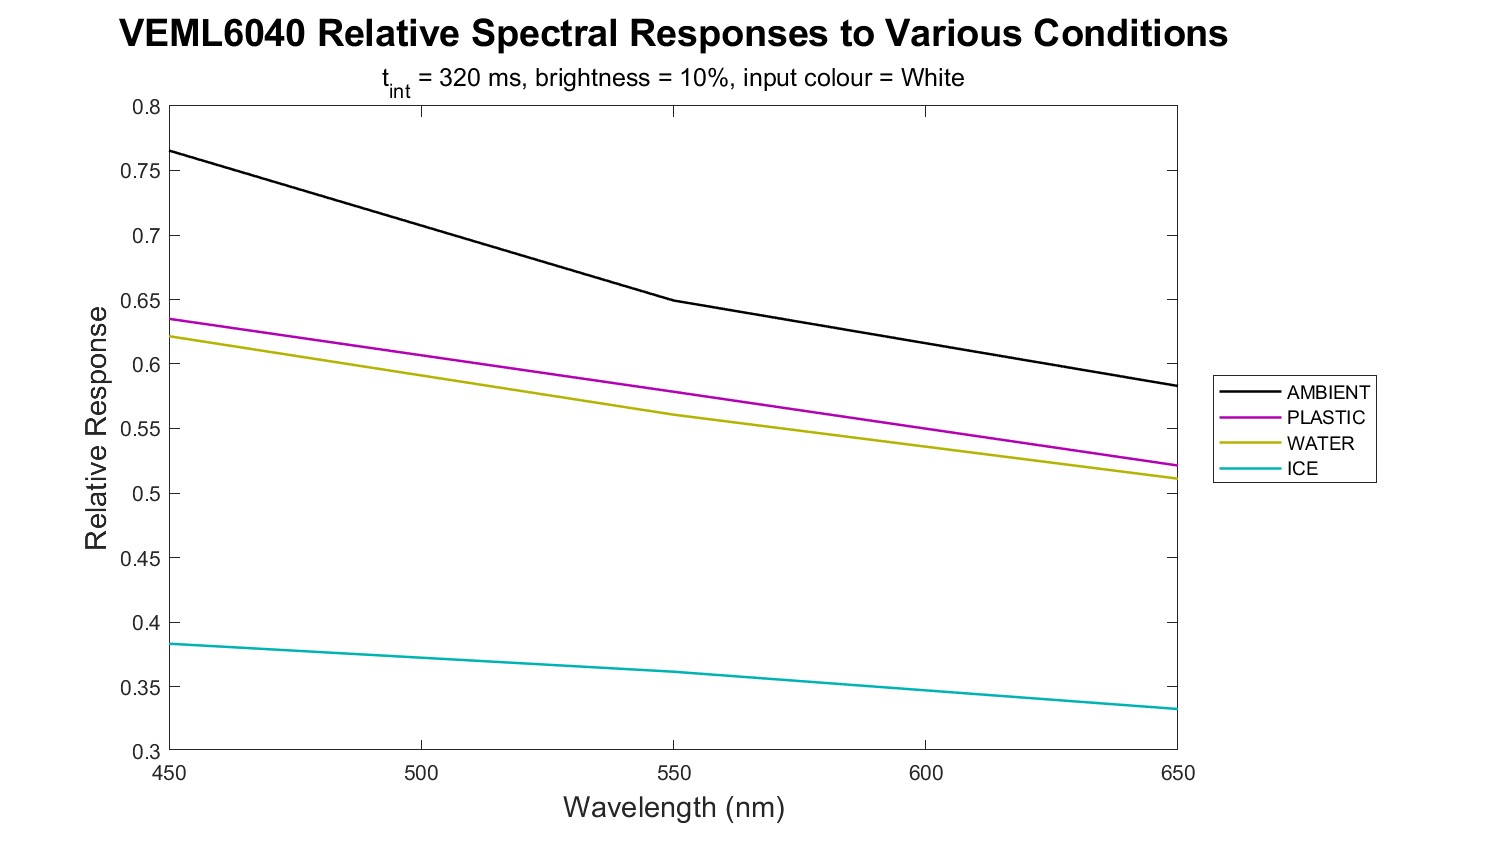 VEML6040 Relative Spectral Responses to Various Conditions
t_int = 320 ms, brightness = 10%, input colour = White
0.8
0.75
0.7
0.65
0.6
0.55
0.5
0.45
0.4
0.35
0.3
Relative Response
450 500 550 600 650
Wavelength (nm)
AMBIENT
PLASTIC
WATER
ICE